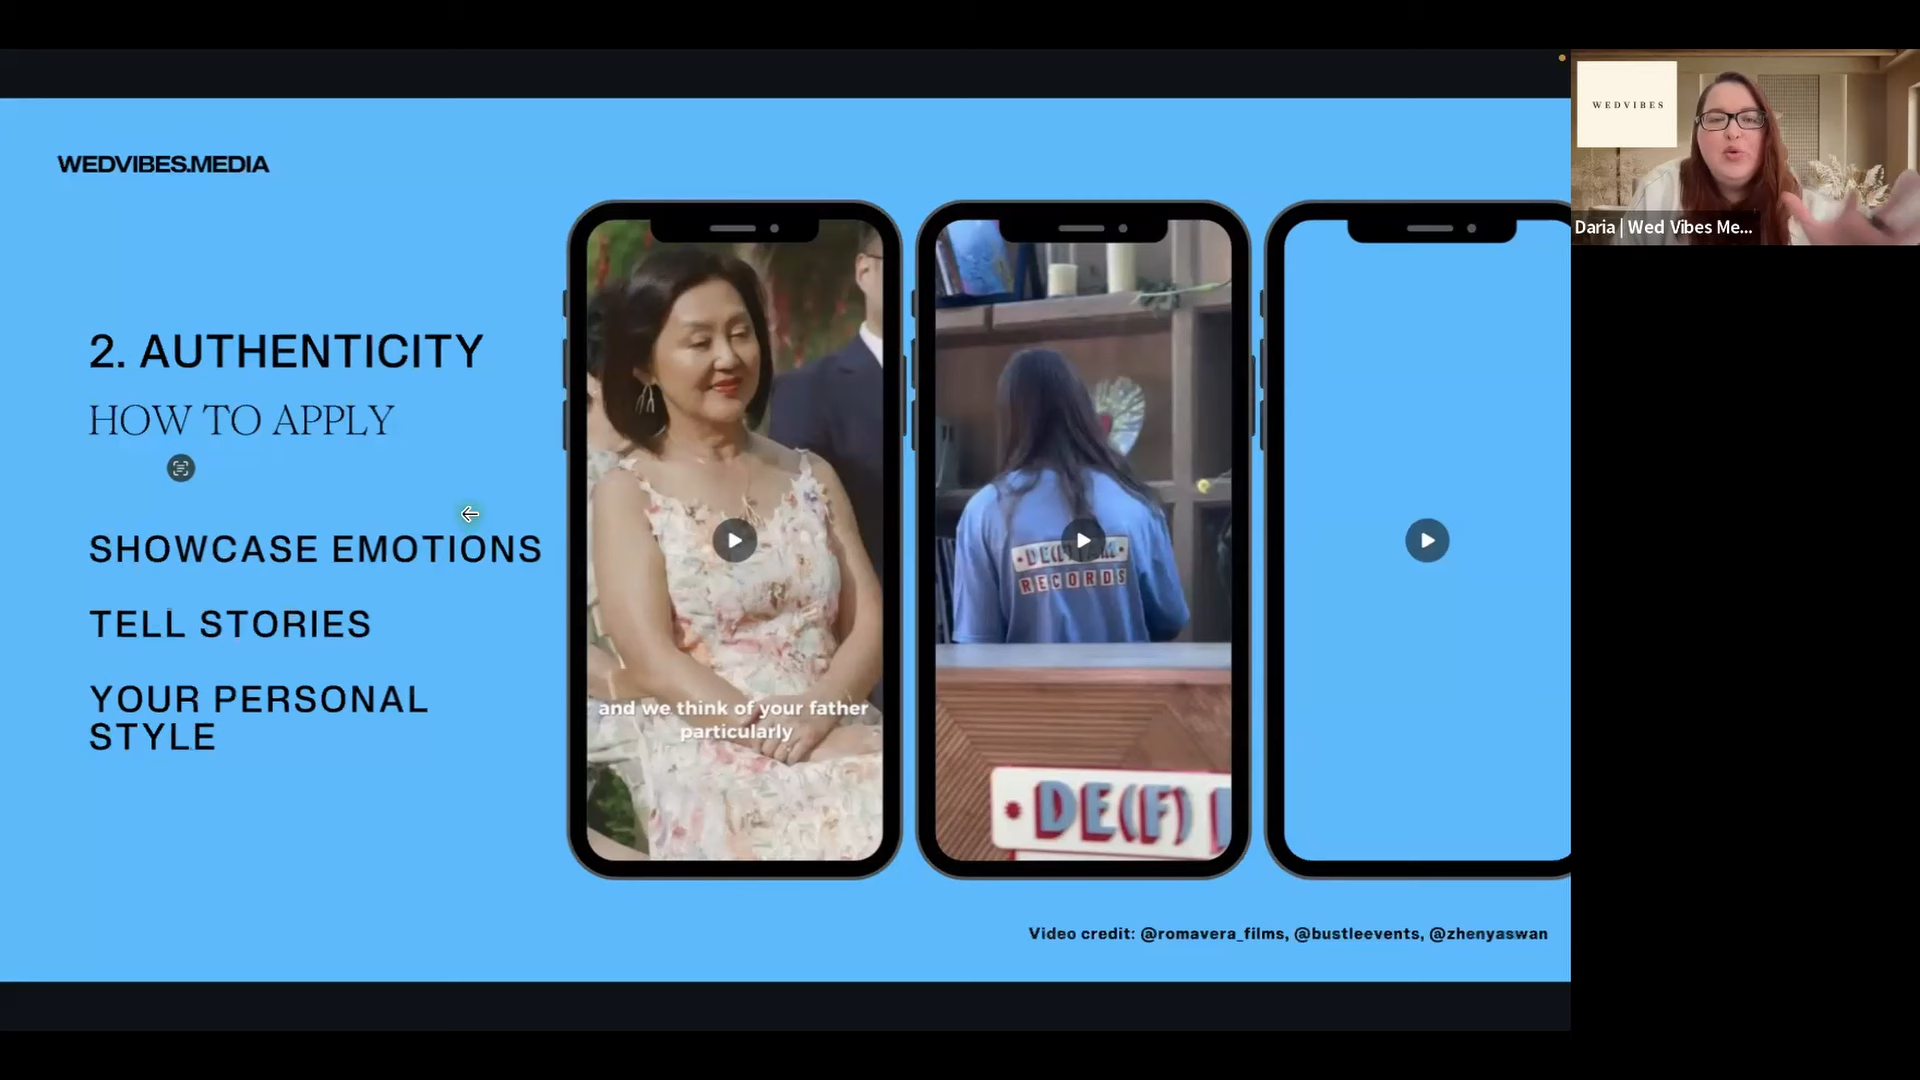 WEDVIBES.MEDIA
2. AUTHENTICITY
HOW TO APPLY
SHOWCASE EMOTIONS
TELL STORIES
YOUR PERSONAL
STYLE
and we think of your father
particularly
RECORDS
DE(F)
Video credit: @romavera_films, @bustleevents, @zhenyaswan
WEDVIBES
Daria | Wed Vibes Me...